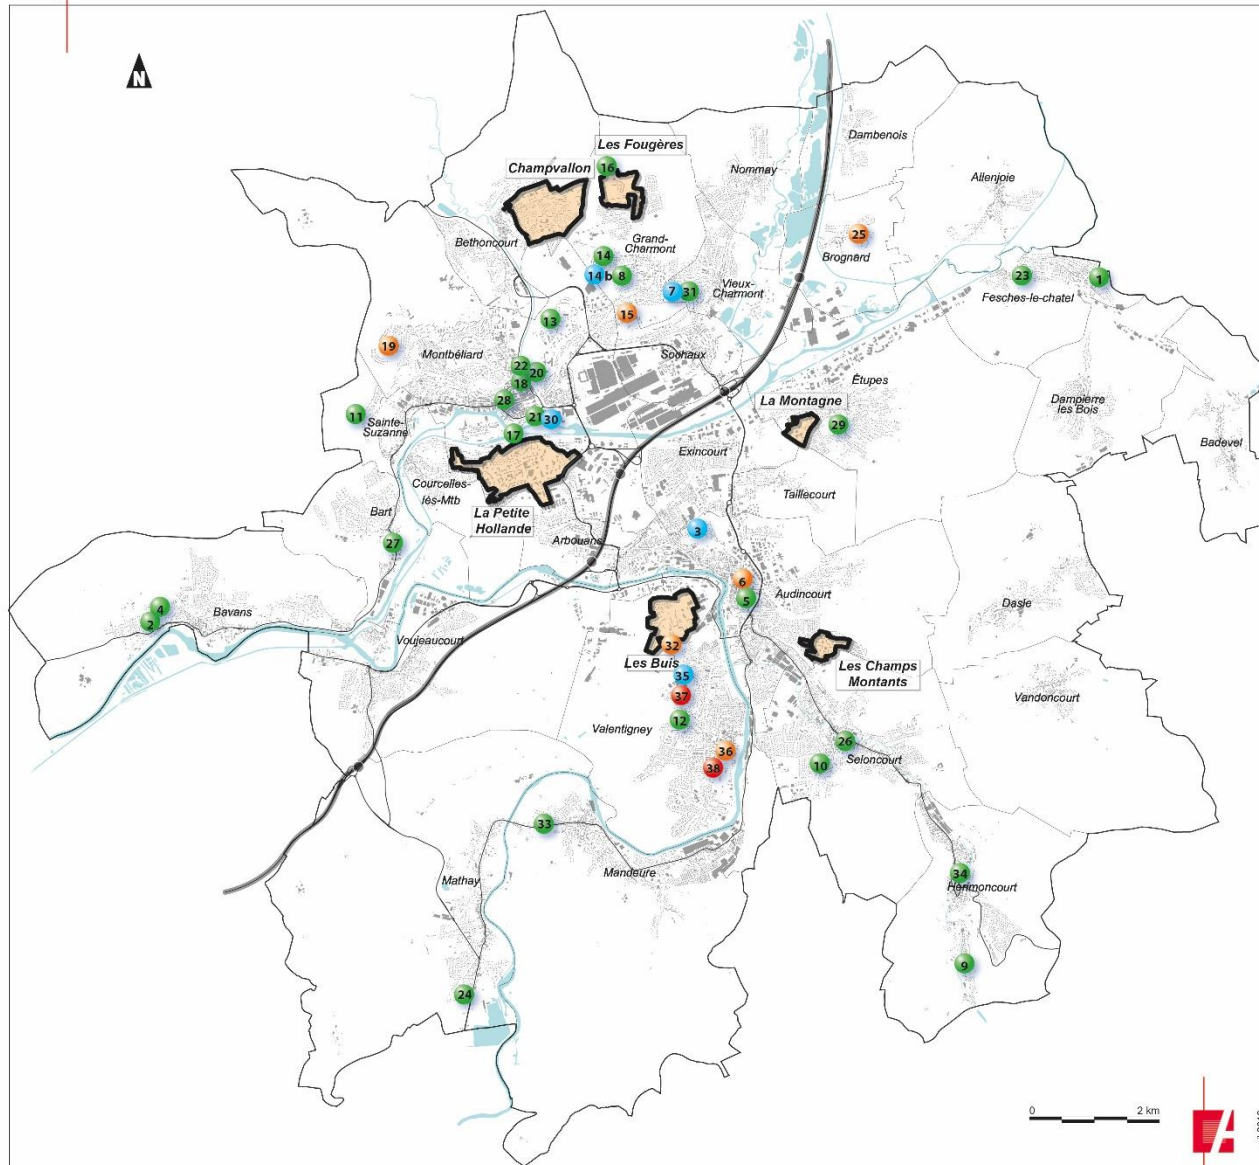 N
Dambenois
Les Fougères
Champvallon
16
Nommay
Allenjoie
25
Brognard
Bethoncourt
Grand-
Charmont
14
14 b
8
23
1
Fesches-le-chatel
7
31
Vieux-
Charmont
15
13
19
Montbéliard
Sochaux
22
20
18
Étupes
La Montagne
Dampierre
les Bois
28
11
Sainte-
Suzanne
21
30
17
29
Badevel
Exincourt
Courcelles-
lès-Mtb
Taillecourt
La Petite
Hollande
Bart
3
Arbouans
27
6
5
Audincourt
4
2
Bavans
Dasle
Voujeaucourt
32
Les Buis
Les Champs
Montants
35
37
Vandoncourt
12
Valentigney
36
38
26
Seloncourt
10
33
Mandeure
Mathay
34
Hérimoncourt
9
24
0
2 km